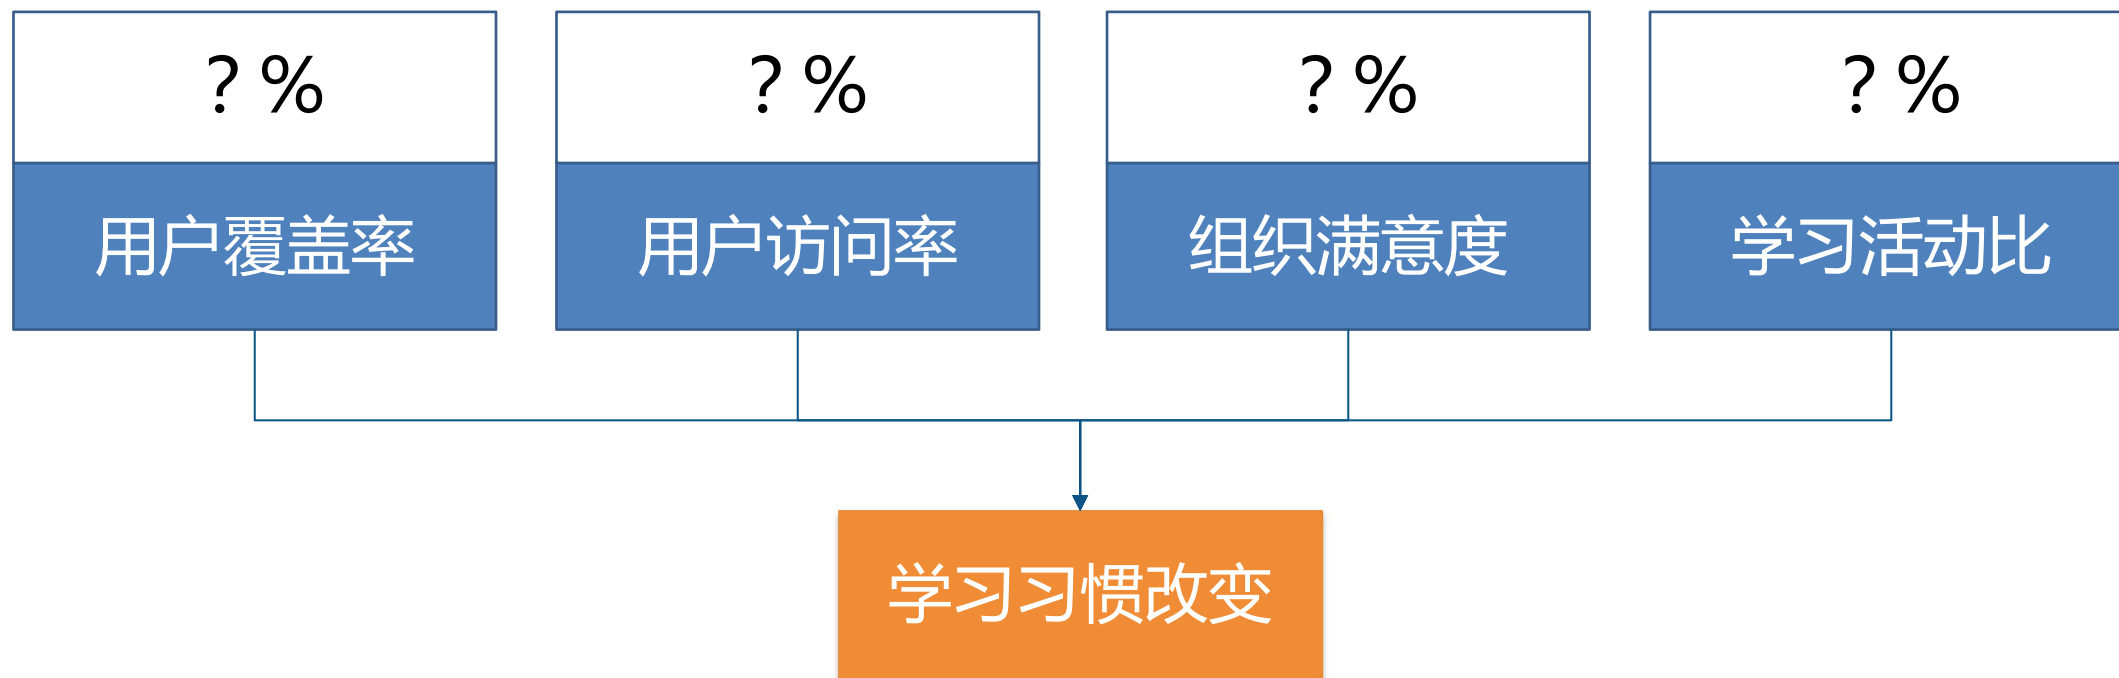 ？%
？%
？%
？%
用户覆盖率
用户访问率
组织满意度
学习活动比
学习习惯改变